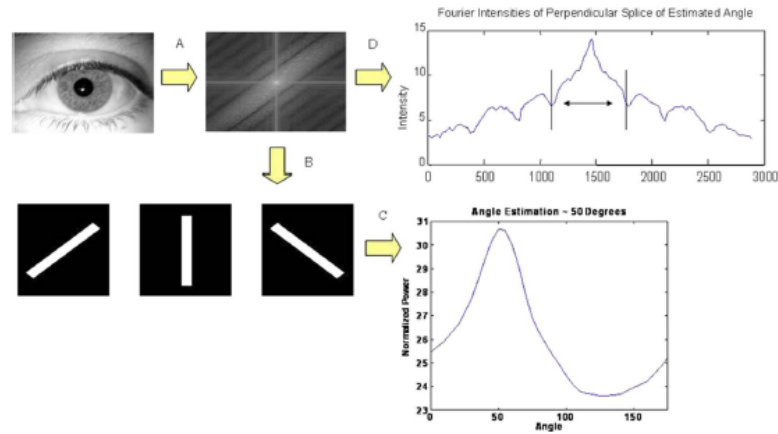 A
D
Fourier Intensities of Perpendicular Splice of Estimated Angle
15
10
5
0
Intensity
0 500 1000 1500 2000 2500 3000
B
C
Angle Estimation ~ 50 Degrees
31
30
29
28
27
26
25
24
23
Normalized Power
0 50 100 150
Angle